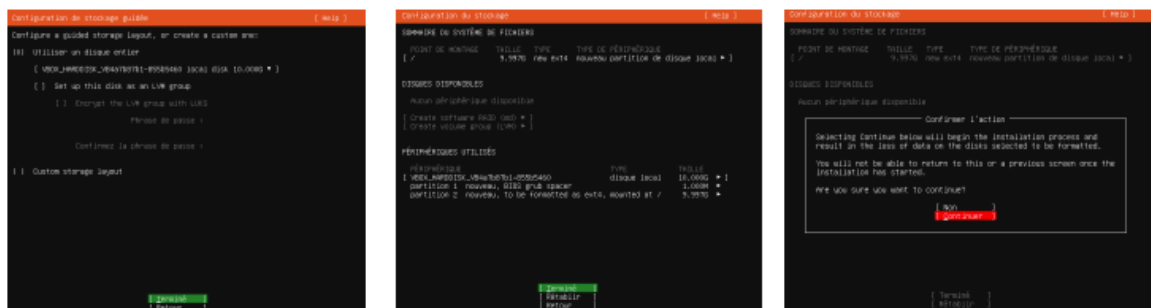 Configuration de stockage guidée [ Help ]
Configure a guided storage layout, or create a custom one:
[X] Utiliser un disque entier
[ VBOX_HARDDISK_VB4a7b87b1-855b5460 local disk 10.000G ▾ ]
[ ] Set up this disk as an LVM group
[ ] Encrypt the LVM group with LUKS
Phrase de passe :
Confirmez la phrase de passe :
[ ] Custom storage layout
[ Terminé ]
[ Retour ]
Configuration du stockage [ Help ]
SOMMAIRE DU SYSTÈME DE FICHIERS
POINT DE MONTAGE TAILLE TYPE TYPE DE PÉRIPHÉRIQUE
[ / 9.997G new ext4 nouveau partition de disque local ▸ ]
DISQUES DISPONIBLES
Aucun périphérique disponible
[ Create software RAID (md) ▸ ]
[ Create volume group (LVM) ▸ ]
PÉRIPHÉRIQUES UTILISÉS
PÉRIPHÉRIQUE TYPE TAILLE
[ VBOX_HARDDISK_VB4a7b87b1-855b5460 disque local 10.000G ▸ ]
partition 1 nouveau, BIOS grub spacer 1.000M ▸
partition 2 nouveau, to be formatted as ext4, mounted at / 9.997G ▸
[ Terminé ]
[ Rétablir ]
[ Retour ]
Configuration du stockage [ Help ]
SOMMAIRE DU SYSTÈME DE FICHIERS
POINT DE MONTAGE TAILLE TYPE TYPE DE PÉRIPHÉRIQUE
[ / 9.997G new ext4 nouveau partition de disque local ▸ ]
DISQUES DISPONIBLES
Aucun périphérique disponible
Confirmer l'action
Selecting Continue below will begin the installation process and
result in the loss of data on the disks selected to be formatted.
You will not be able to return to this or a previous screen once the
installation has started.
Are you sure you want to continue?
[ Non ]
[ Continuer ]
[ Terminé ]
[ Rétablir ]